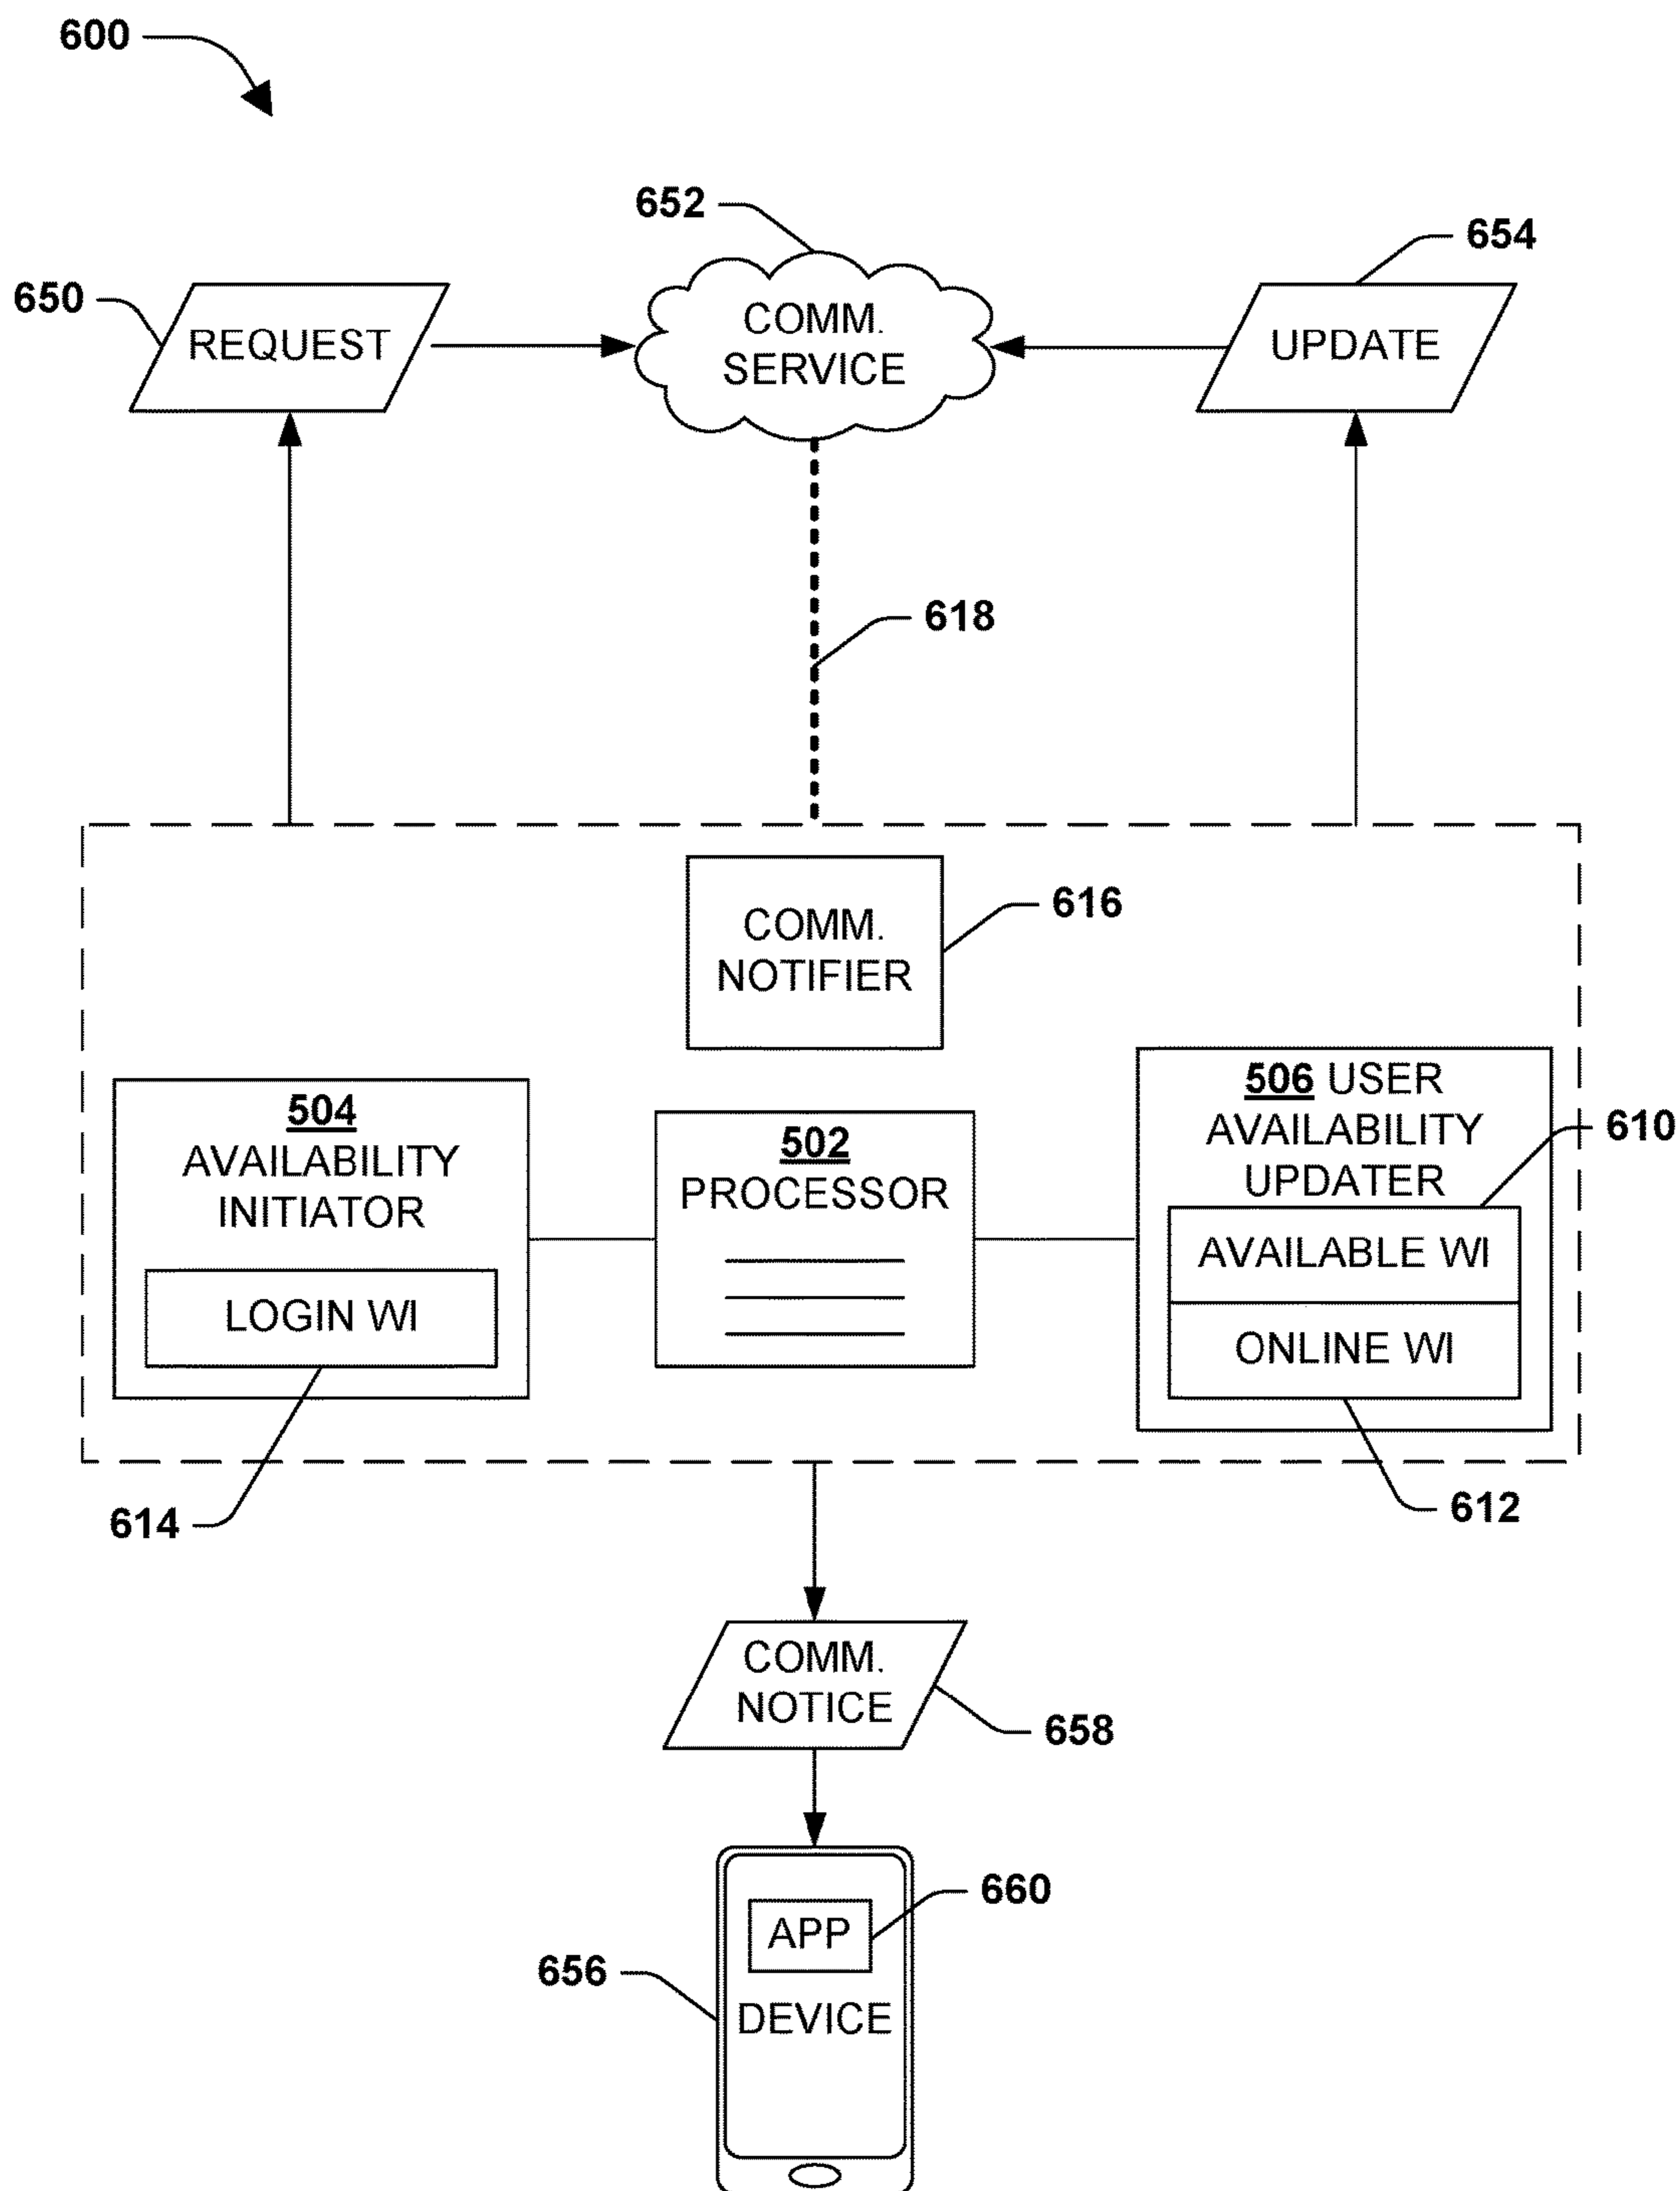 600
652
654
650
REQUEST
COMM.
SERVICE
UPDATE
618
COMM.
NOTIFIER
616
504
AVAILABILITY
INITIATOR
LOGIN WI
502
PROCESSOR
506 USER
AVAILABILITY
UPDATER
610
AVAILABLE WI
ONLINE WI
614
612
COMM.
NOTICE
658
660
APP
656
DEVICE